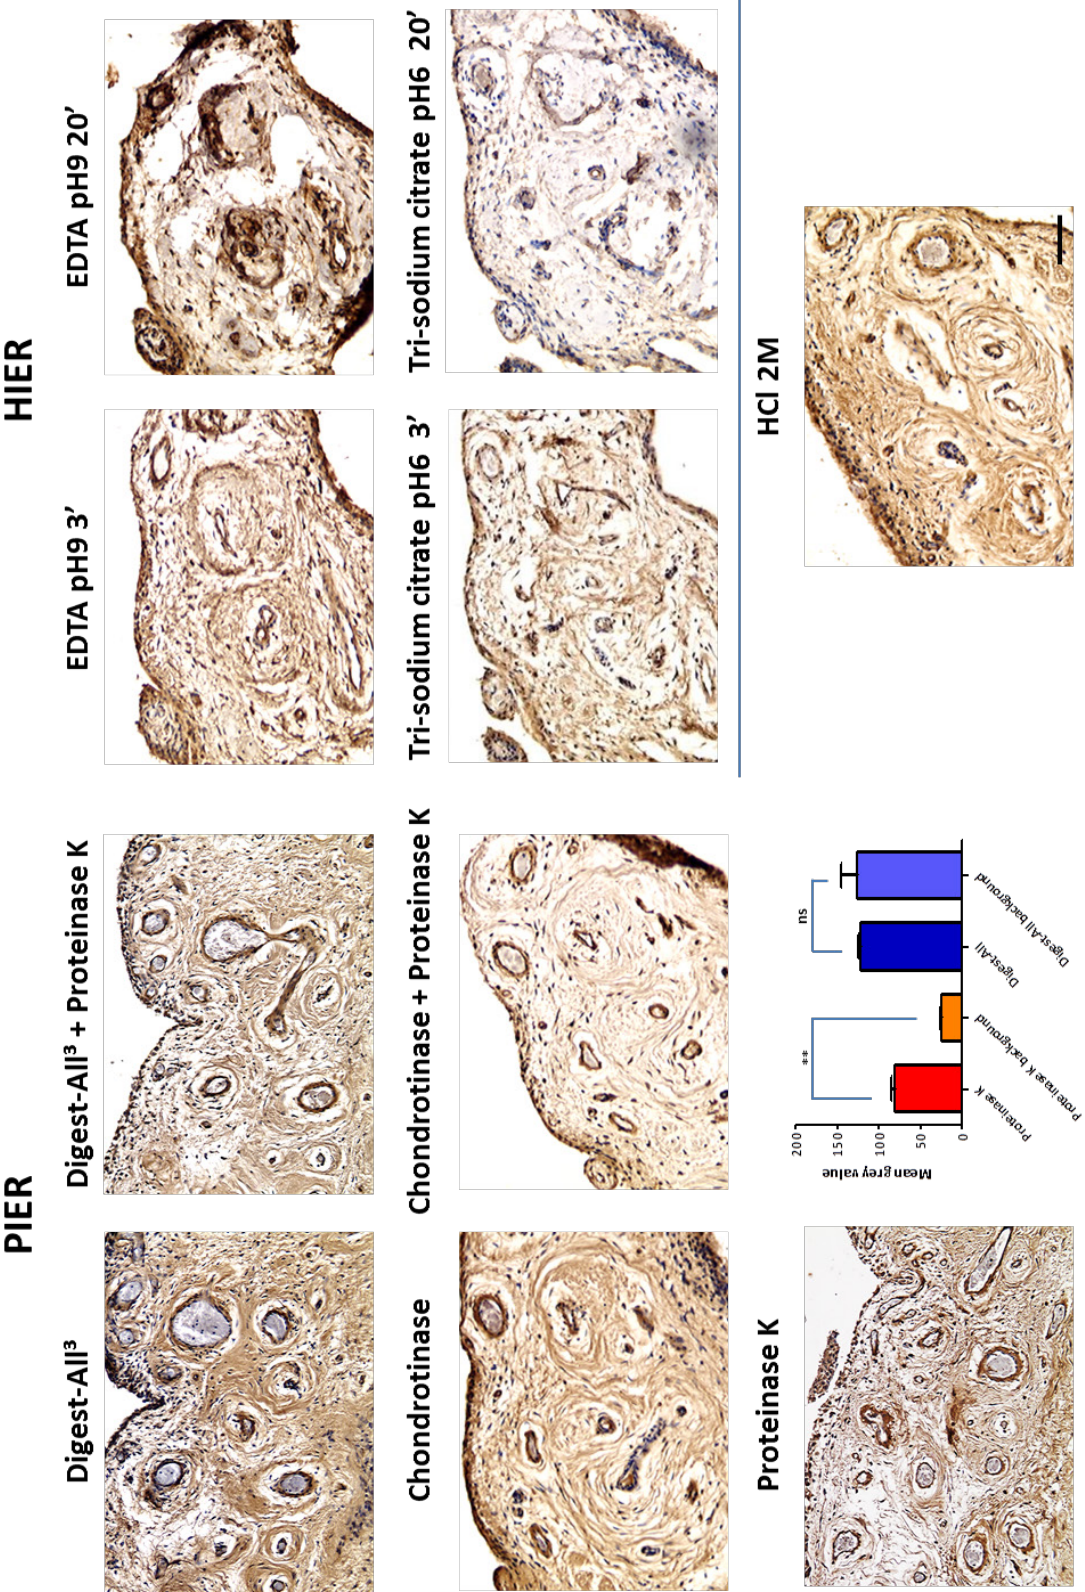 PIER
HIER
Digest-All³
Digest-All³ + Proteinase K
EDTA pH9 3’
EDTA pH9 20’
Chondrotinase
Chondrotinase + Proteinase K
Tri-sodium citrate pH6 3’
Tri-sodium citrate pH6 20’
Proteinase K
Mean grey value
200
150
100
50
0
**
ns
Proteinase K
Proteinase K background
Digest-All
Digest-All background
HCl 2M